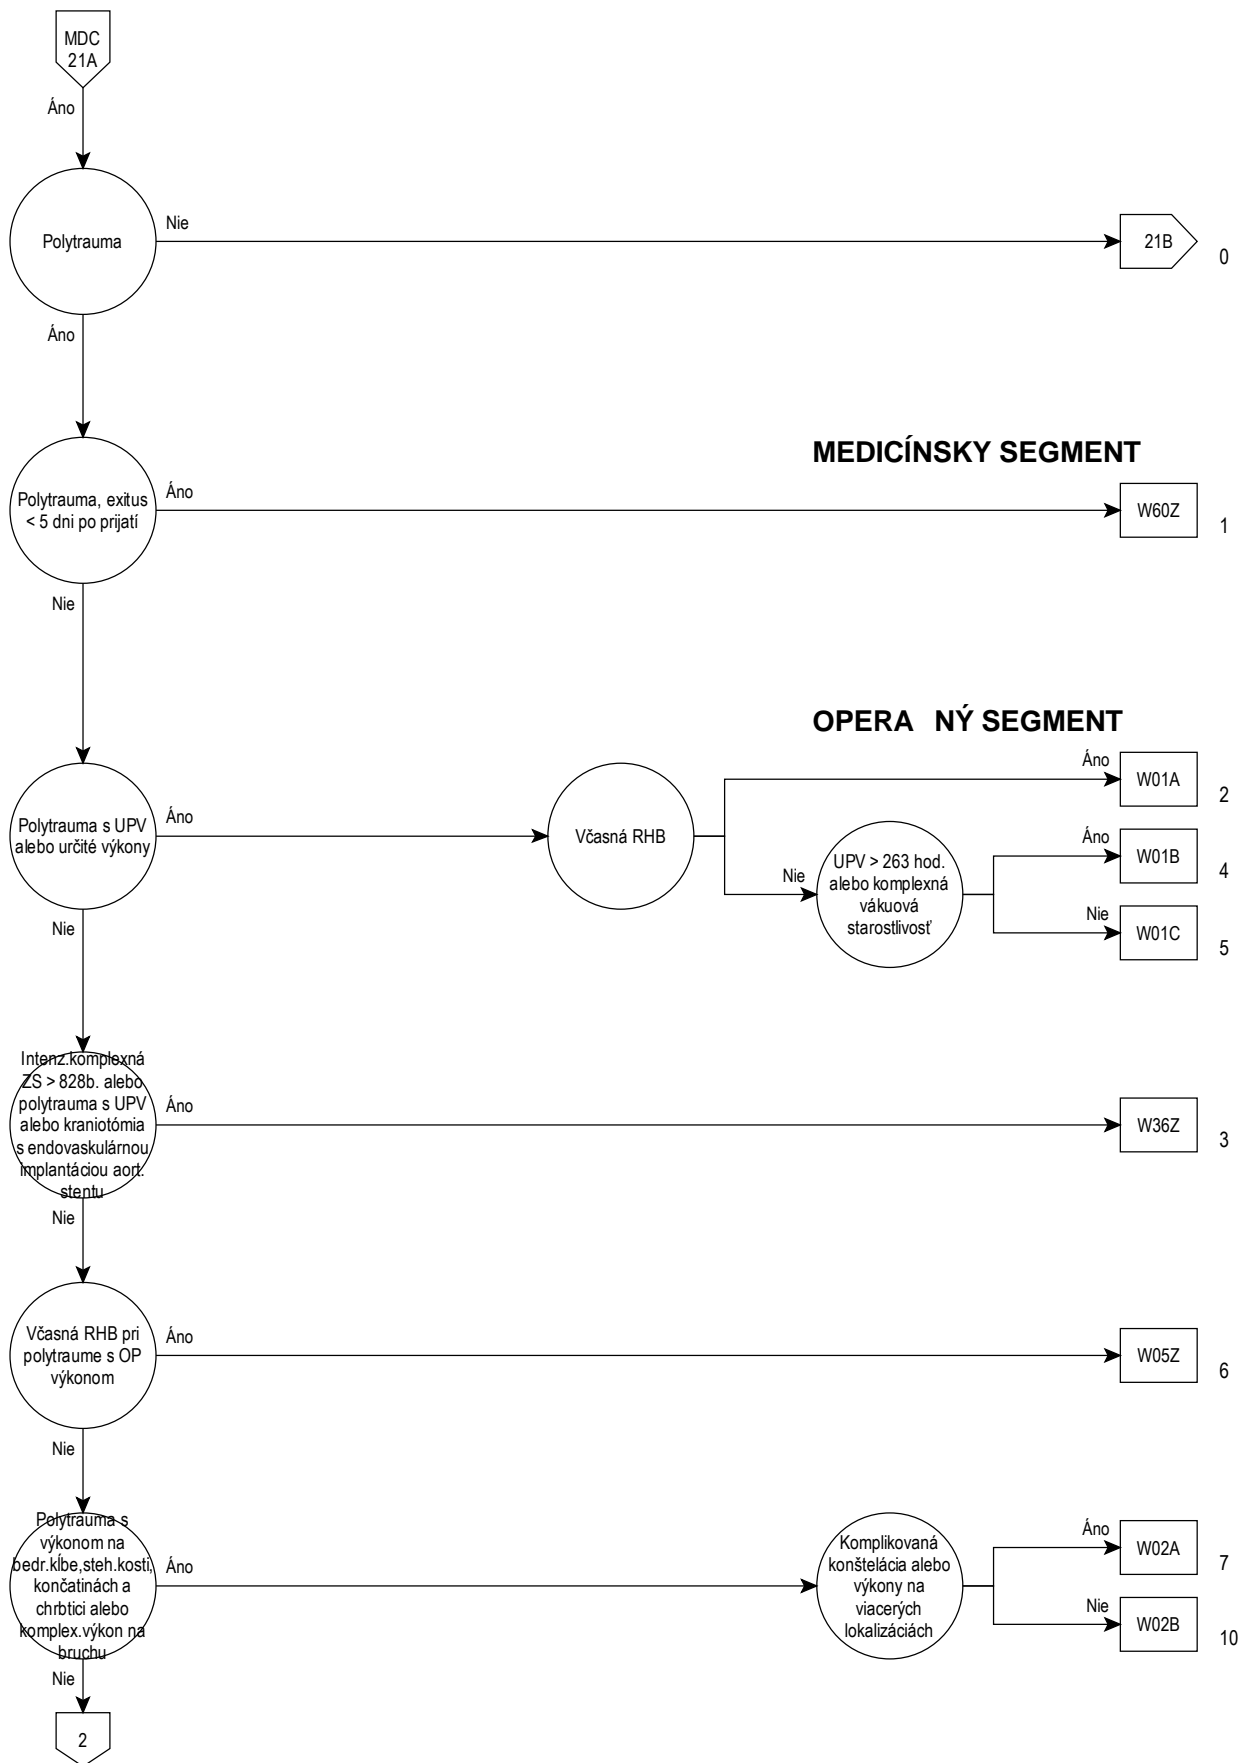 MDC
21A
Áno
Polytrauma
Nie
21B
0
Áno
MEDICÍNSKY SEGMENT
Polytrauma, exitus
< 5 dni po prijatí
Áno
W60Z
1
Nie
OPERA NÝ SEGMENT
Polytrauma s UPV
alebo určité výkony
Áno
Včasná RHB
Áno
W01A
2
Nie
UPV > 263 hod.
alebo komplexná
vákuová
starostlivosť
Áno
W01B
4
Nie
W01C
5
Nie
Intenz.komplexná
ZS > 828b. alebo
polytrauma s UPV
alebo kraniotómia
s endovaskulárnou
implantáciou aort.
stentu
Áno
W36Z
3
Nie
Včasná RHB pri
polytraume s OP
výkonom
Áno
W05Z
6
Nie
Polytrauma s
výkonom na
bedr.kĺbe,steh.kosti,
končatinách a
chrbtici alebo
komplex.výkon na
bruchu
Áno
Komplikovaná
konštelácia alebo
výkony na
viacerých
lokalizáciách
Áno
W02A
7
Nie
W02B
10
Nie
2